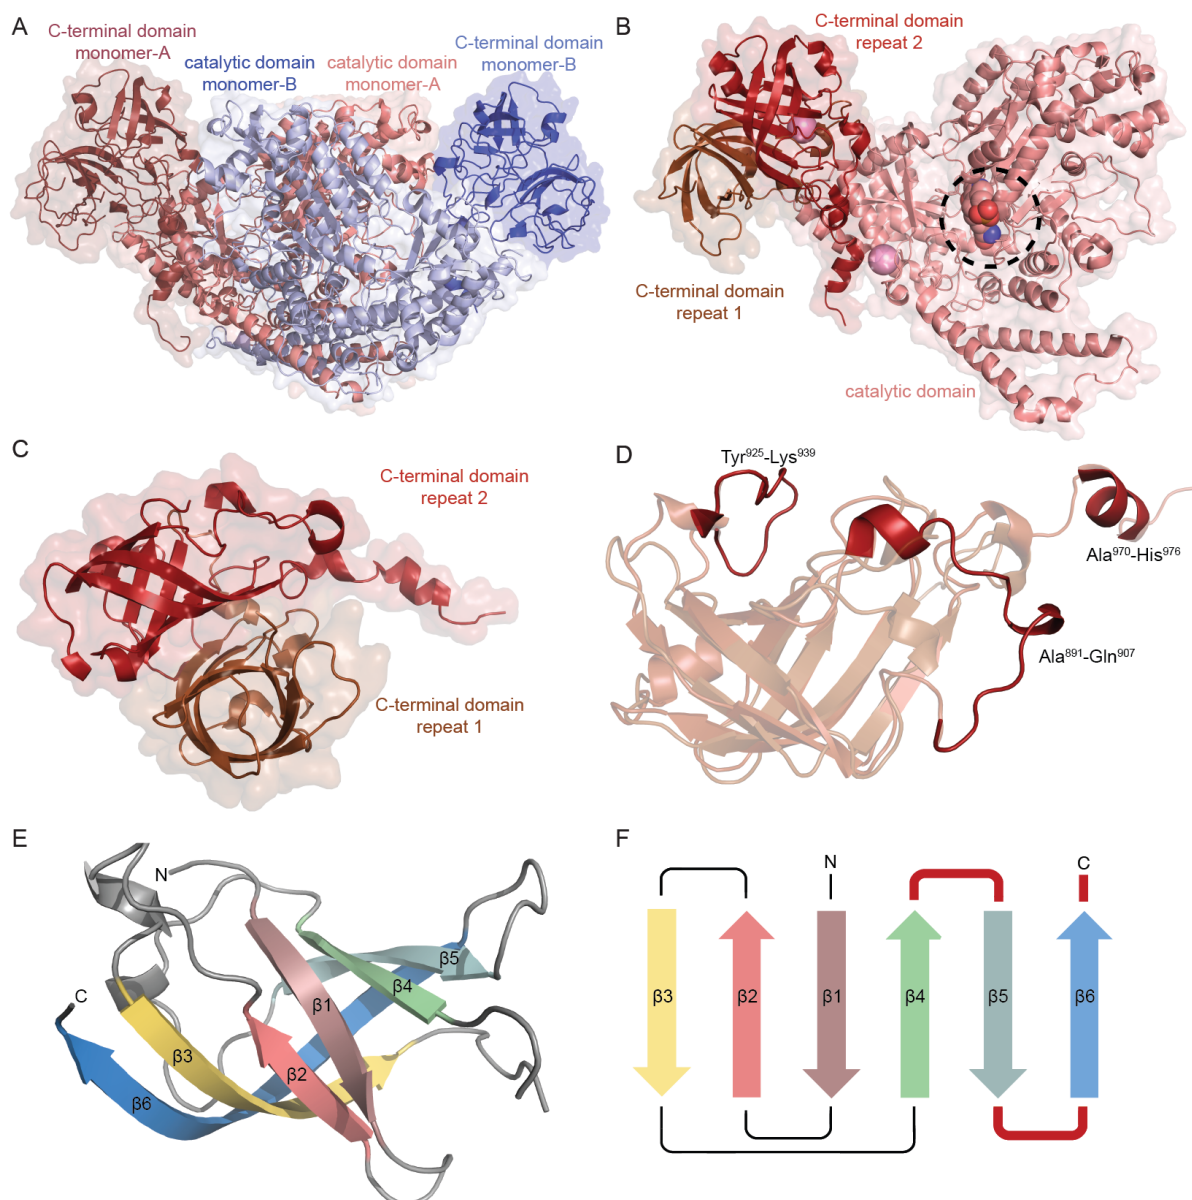 A
C-terminal domain
monomer-A
catalytic domain
monomer-B
catalytic domain
monomer-A
C-terminal domain
monomer-B
B
C-terminal domain
repeat 2
C-terminal domain
repeat 1
catalytic domain
C
C-terminal domain
repeat 2
C-terminal domain
repeat 1
D
Tyr⁹²⁵-Lys⁹³⁹
Ala⁹⁷⁰-His⁹⁷⁶
Ala⁸⁹¹-Gln⁹⁰⁷
E
N
C
β1
β2
β3
β4
β5
β6
F
N
C
β3
β2
β1
β4
β5
β6